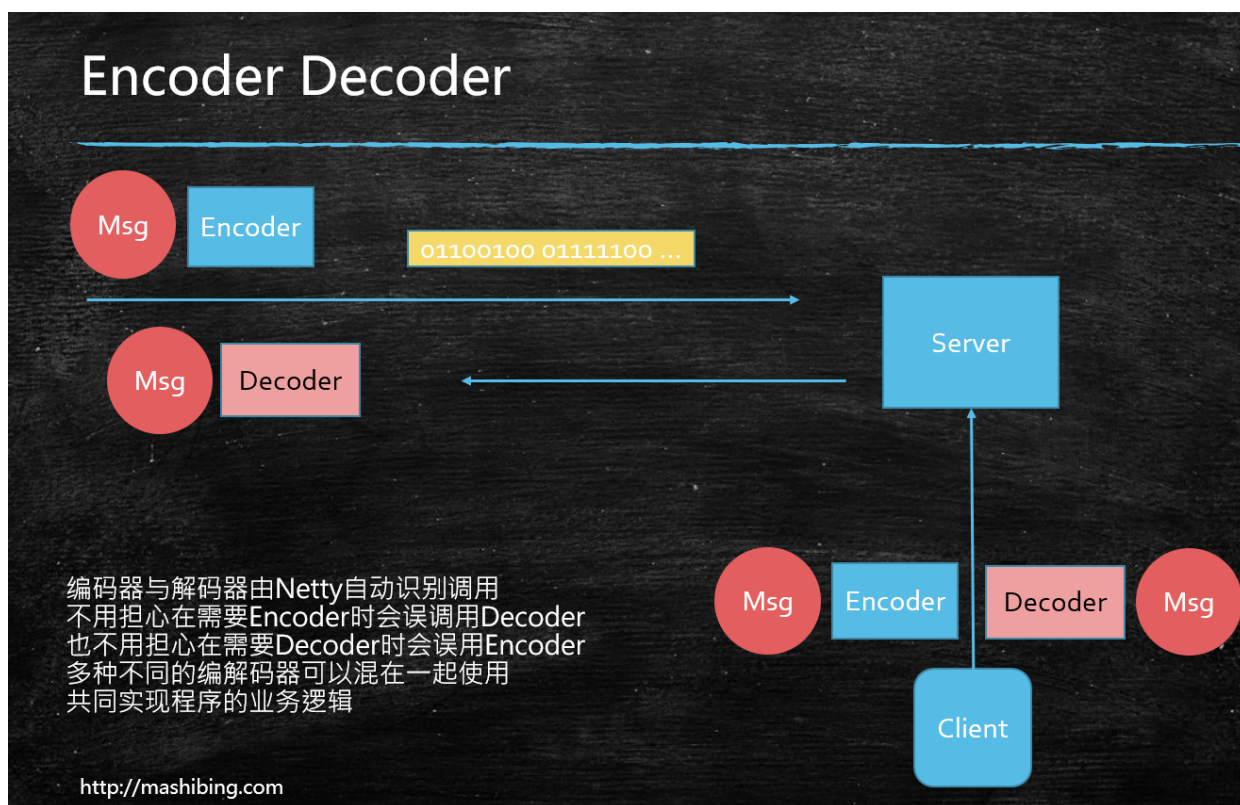 Encoder Decoder
Msg
Encoder
01100100 01111100 ...
Server
Msg
Decoder
编码器与解码器由Netty自动识别调用
不用担心在需要Encoder时会误调用Decoder
也不用担心在需要Decoder时会误用Encoder
多种不同的编解码器可以混在一起使用
共同实现程序的业务逻辑
Msg
Encoder
Decoder
Msg
Client
http://mashibing.com